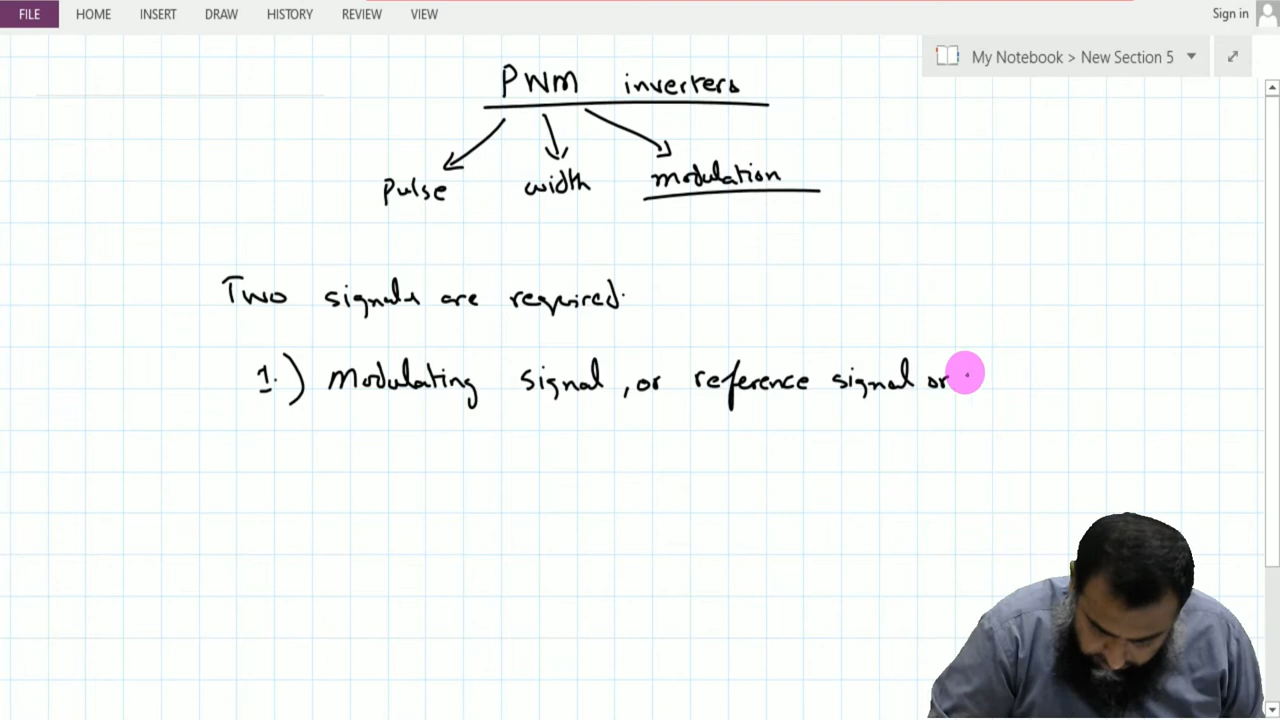 FILE HOME INSERT DRAW HISTORY REVIEW VIEW Sign in
My Notebook > New Section 5
PWM inverters
pulse width modulation
Two signals are required.
1.) Modulating signal, or reference signal or